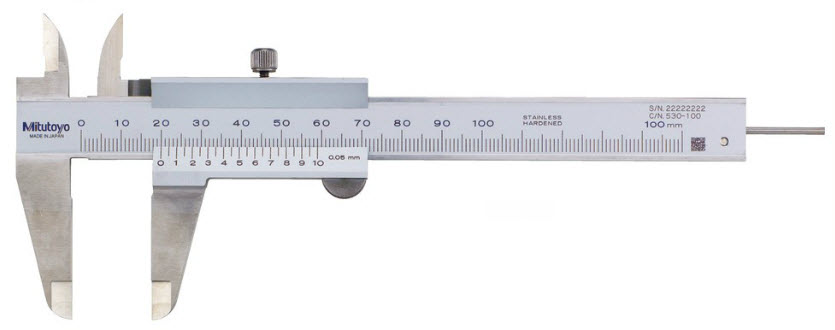 Mitutoyo
MADE IN JAPAN
0 10 20 30 40 50 60 70 80 90 100
STAINLESS
HARDENED
S/N. 22222222
C/N. 530-100
100 mm
0 1 2 3 4 5 6 7 8 9 10 0.05 mm